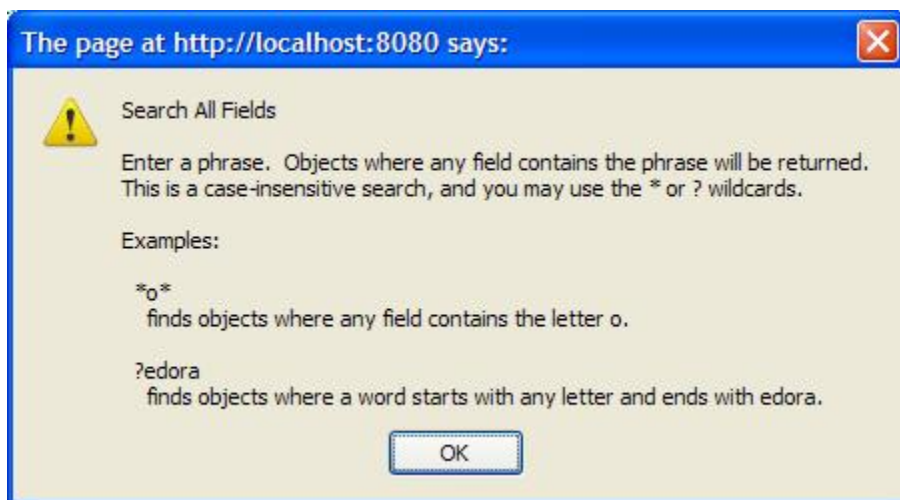 The page at http://localhost:8080 says:
Search All Fields
Enter a phrase. Objects where any field contains the phrase will be returned.
This is a case-insensitive search, and you may use the * or ? wildcards.
Examples:
*o*
finds objects where any field contains the letter o.
?edora
finds objects where a word starts with any letter and ends with edora.
OK